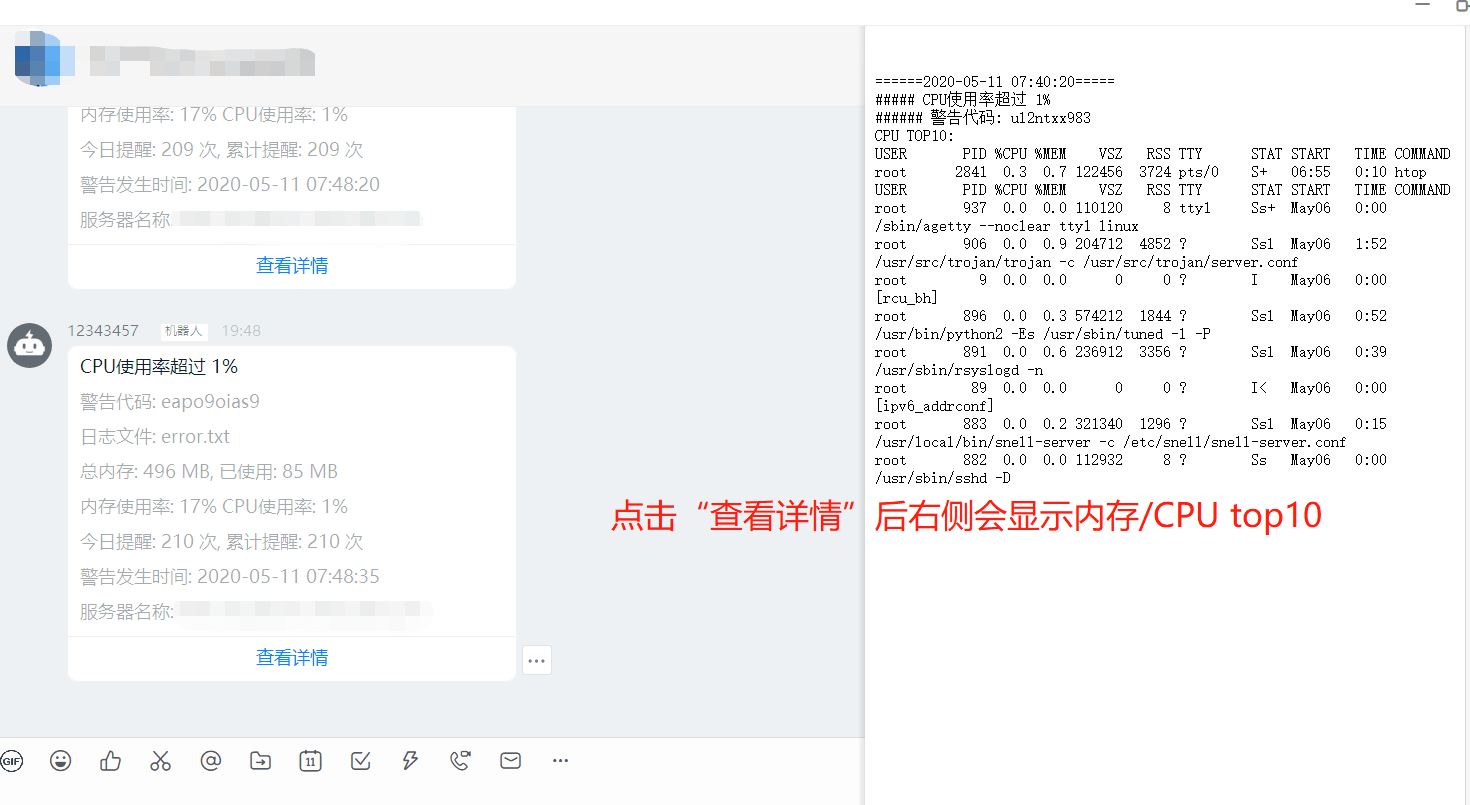 内存使用率: 17% CPU使用率: 1%
今日提醒: 209 次, 累计提醒: 209 次
警告发生时间: 2020-05-11 07:48:20
服务器名称
查看详情
12343457 机器人 19:48
CPU使用率超过 1%
警告代码: eapo9oias9
日志文件: error.txt
总内存: 496 MB, 已使用: 85 MB
内存使用率: 17% CPU使用率: 1%
今日提醒: 210 次, 累计提醒: 210 次
警告发生时间: 2020-05-11 07:48:35
服务器名称:
查看详情
GIF
11
======2020-05-11 07:40:20=====
##### CPU使用率超过 1%
###### 警告代码: ul2ntxx983
CPU TOP10:
USER       PID %CPU %MEM    VSZ   RSS TTY      STAT START   TIME COMMAND
root      2841  0.3  0.7 122456  3724 pts/0    S+   06:55   0:10 htop
USER       PID %CPU %MEM    VSZ   RSS TTY      STAT START   TIME COMMAND
root       937  0.0  0.0 110120     8 tty1     Ss+  May06   0:00
/sbin/agetty --noclear tty1 linux
root       906  0.0  0.9 204712  4852 ?        Ssl  May06   1:52
/usr/src/trojan/trojan -c /usr/src/trojan/server.conf
root         9  0.0  0.0      0     0 ?        I    May06   0:00
[rcu_bh]
root       896  0.0  0.3 574212  1844 ?        Ssl  May06   0:52
/usr/bin/python2 -Es /usr/sbin/tuned -l -P
root       891  0.0  0.6 236912  3356 ?        Ssl  May06   0:39
/usr/sbin/rsyslogd -n
root        89  0.0  0.0      0     0 ?        I<   May06   0:00
[ipv6_addrconf]
root       883  0.0  0.2 321340  1296 ?        Ssl  May06   0:15
/usr/local/bin/snell-server -c /etc/snell/snell-server.conf
root       882  0.0  0.0 112932     8 ?        Ss   May06   0:00
/usr/sbin/sshd -D
点击“查看详情”后右侧会显示内存/CPU top10